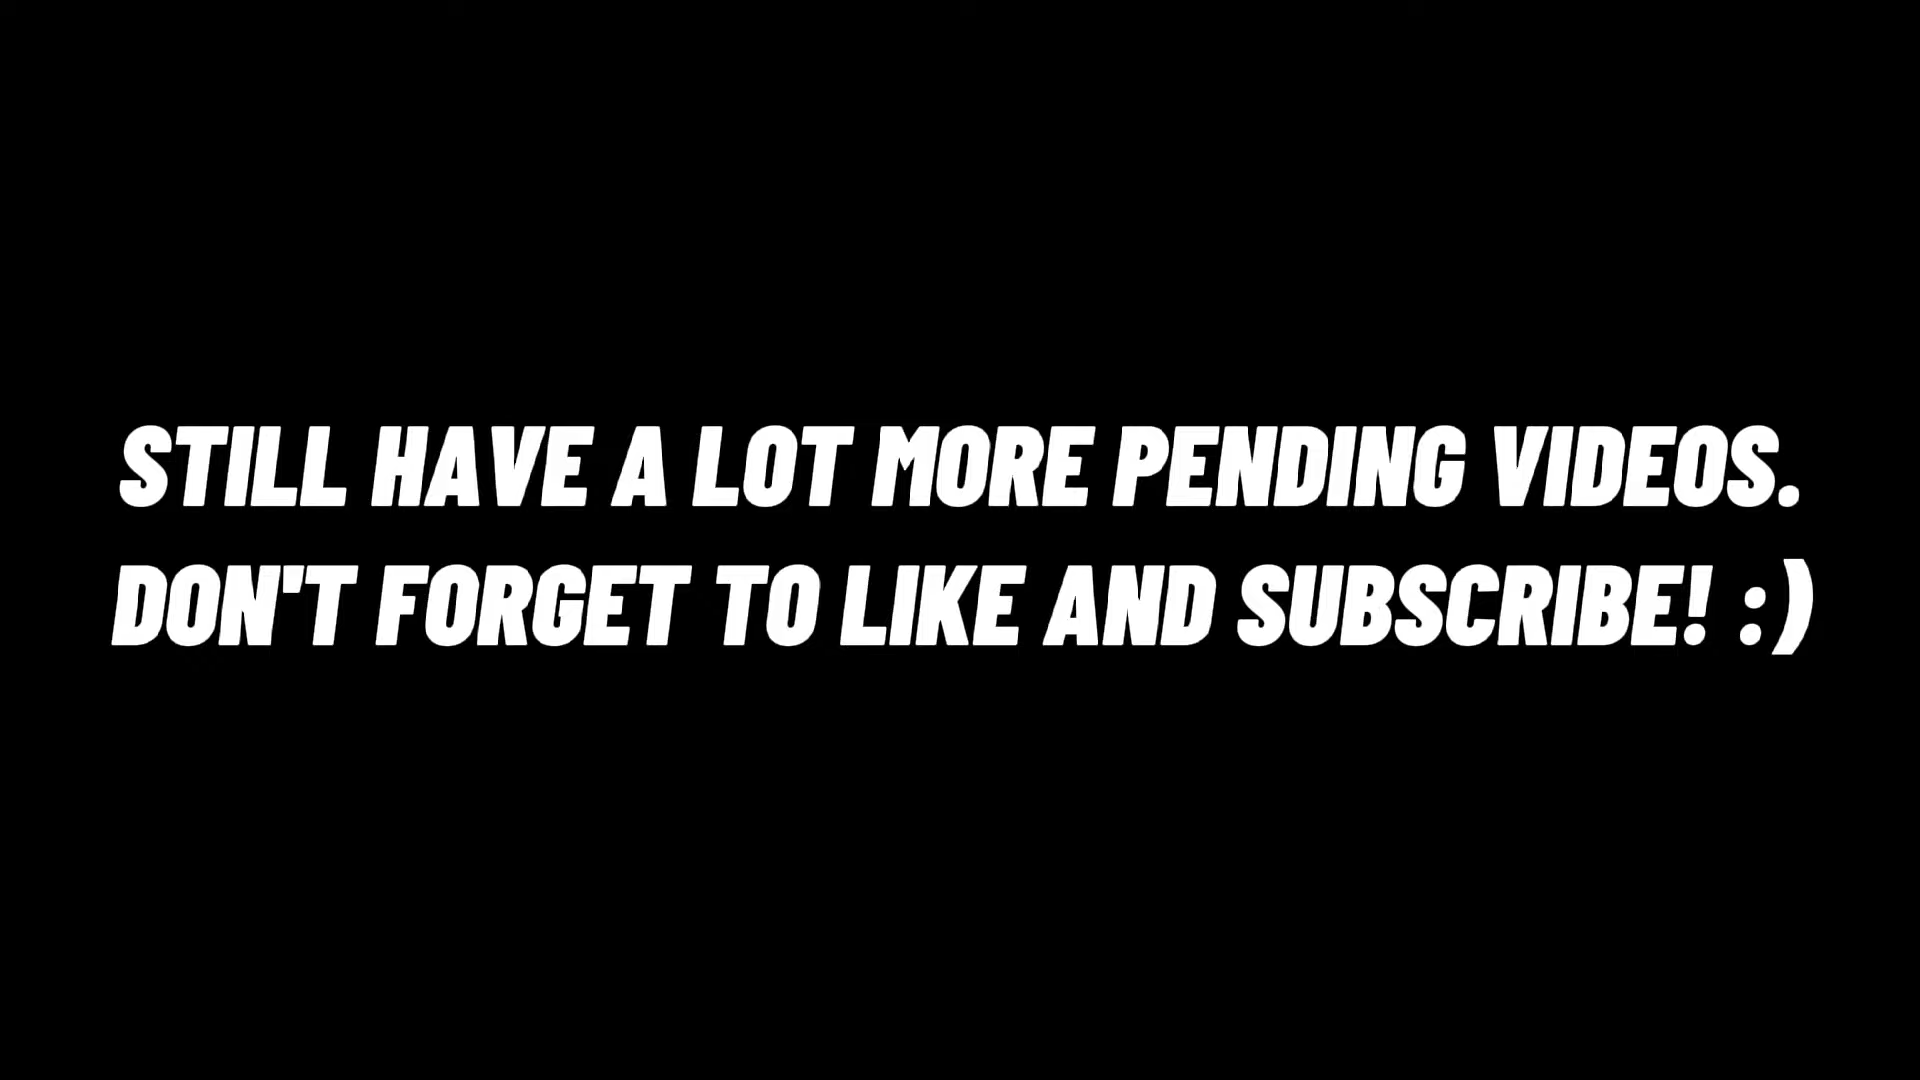 STILL HAVE A LOT MORE PENDING VIDEOS.
DON'T FORGET TO LIKE AND SUBSCRIBE! :)